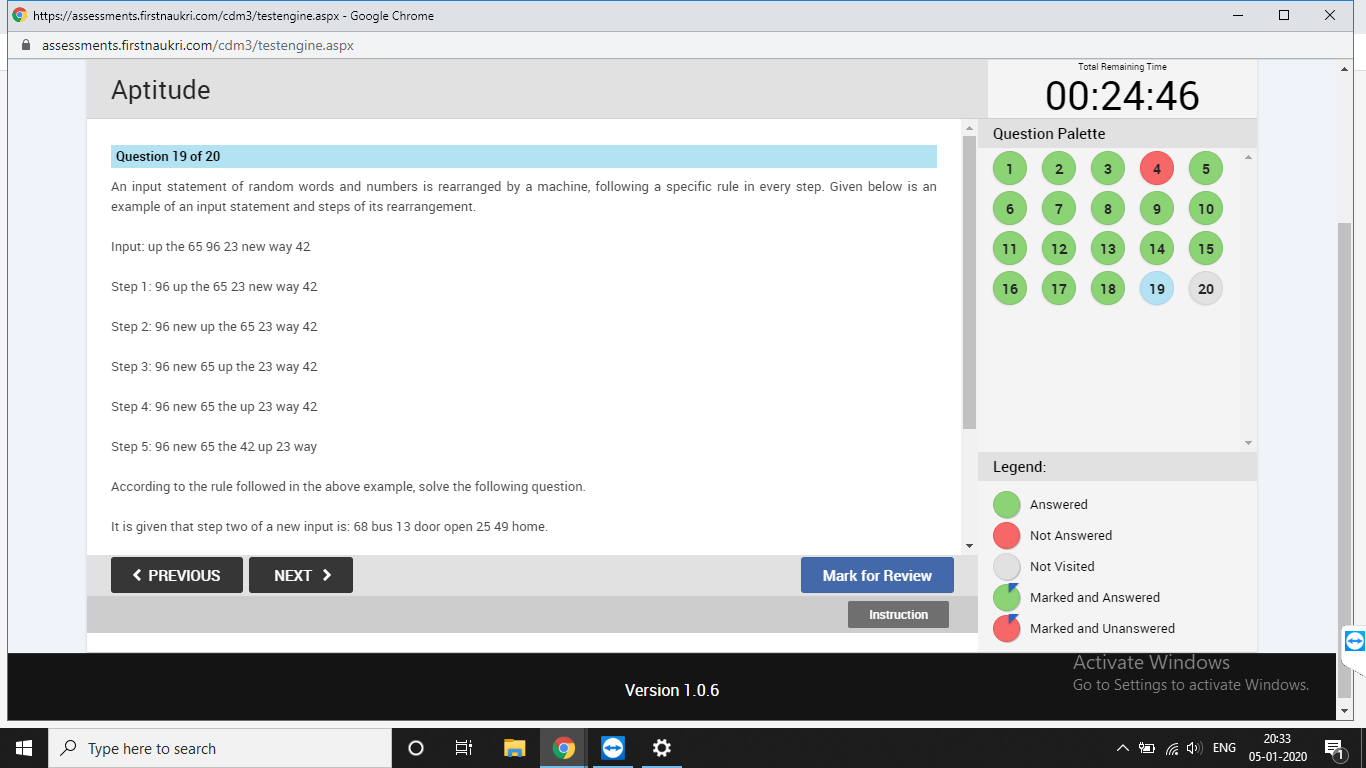 https://assessments.firstnaukri.com/cdm3/testengine.aspx - Google Chrome
assessments.firstnaukri.com/cdm3/testengine.aspx
Aptitude
Total Remaining Time
00:24:46
Question 19 of 20
An input statement of random words and numbers is rearranged by a machine, following a specific rule in every step. Given below is an
example of an input statement and steps of its rearrangement.
Input: up the 65 96 23 new way 42
Step 1: 96 up the 65 23 new way 42
Step 2: 96 new up the 65 23 way 42
Step 3: 96 new 65 up the 23 way 42
Step 4: 96 new 65 the up 23 way 42
Step 5: 96 new 65 the 42 up 23 way
According to the rule followed in the above example, solve the following question.
It is given that step two of a new input is: 68 bus 13 door open 25 49 home.
PREVIOUS
NEXT
Mark for Review
Instruction
Question Palette
1 2 3 4 5
6 7 8 9 10
11 12 13 14 15
16 17 18 19 20
Legend:
Answered
Not Answered
Not Visited
Marked and Answered
Marked and Unanswered
Activate Windows
Go to Settings to activate Windows.
Version 1.0.6
Type here to search
ENG
20:33
05-01-2020
1